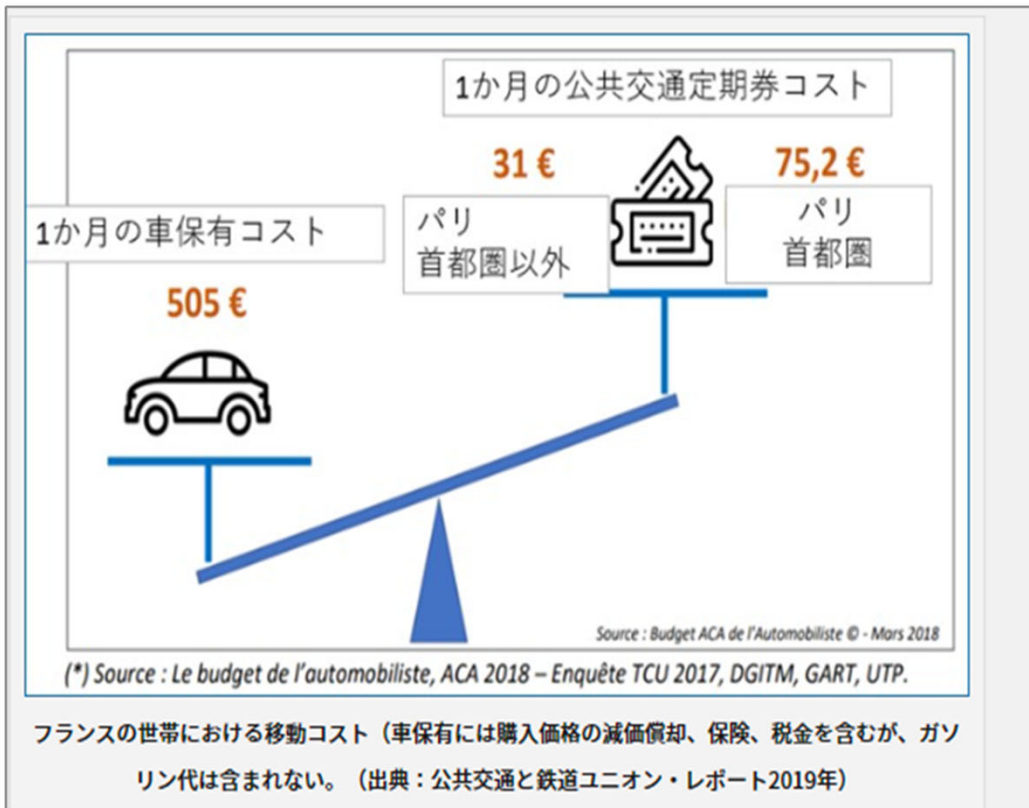 1か月の公共交通定期券コスト
31 €
75,2 €
パリ
首都圏以外
パリ
首都圏
1か月の車保有コスト
505 €
Source : Budget ACA de l'Automobiliste © - Mars 2018
(*) Source : Le budget de l'automobiliste, ACA 2018 – Enquête TCU 2017, DGITM, GART, UTP.
フランスの世帯における移動コスト（車保有には購入価格の減価償却、保険、税金を含むが、ガソ
リン代は含まれない。（出典：公共交通と鉄道ユニオン・レポート2019年）